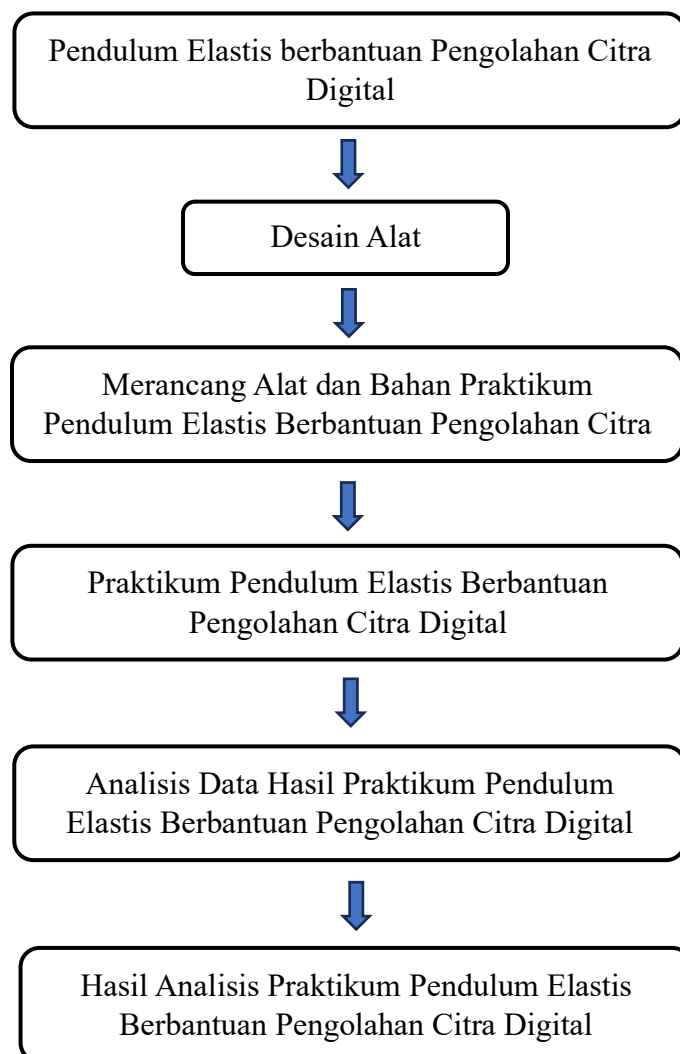 Pendulum Elastis berbantuan Pengolahan Citra
Digital
Desain Alat
Merancang Alat dan Bahan Praktikum
Pendulum Elastis Berbantuan Pengolahan Citra
Praktikum Pendulum Elastis Berbantuan
Pengolahan Citra Digital
Analisis Data Hasil Praktikum Pendulum
Elastis Berbantuan Pengolahan Citra Digital
Hasil Analisis Praktikum Pendulum Elastis
Berbantuan Pengolahan Citra Digital